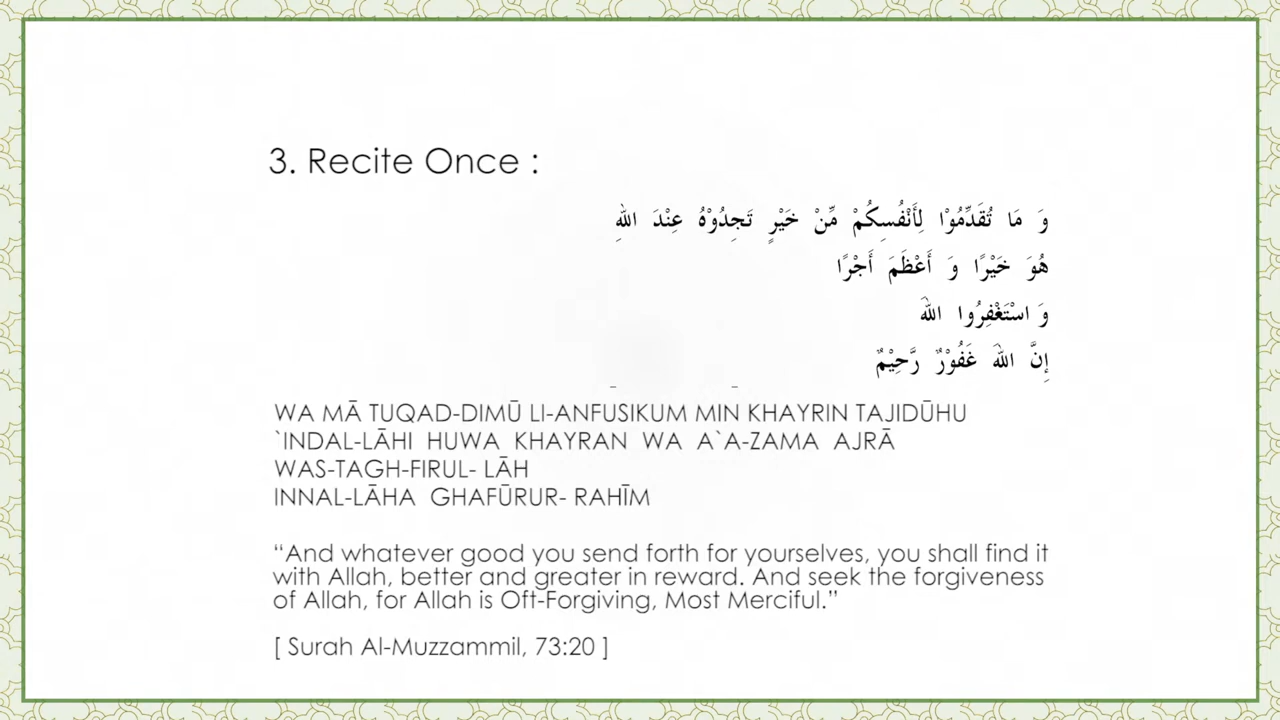 3. Recite Once :
وَ مَا تُقَدِّمُوْا لِأَنْفُسِكُمْ مِّنْ خَيْرٍ تَجِدُوْهُ عِنْدَ اللهِ
هُوَ خَيْرًا وَ أَعْظَمَ أَجْرًا
وَ اسْتَغْفِرُوا اللهَ
إِنَّ اللهَ غَفُوْرٌ رَّحِيْمٌ
WA MĀ TUQAD-DIMŪ LI-ANFUSIKUM MIN KHAYRIN TAJIDŪHU
`INDAL-LĀHI HUWA KHAYRAN WA A`A-ZAMA AJRĀ
WAS-TAGH-FIRUL- LĀH
INNAL-LĀHA GHAFŪRUR- RAHĪM
“And whatever good you send forth for yourselves, you shall find it
with Allah, better and greater in reward. And seek the forgiveness
of Allah, for Allah is Oft-Forgiving, Most Merciful.”
[ Surah Al-Muzzammil, 73:20 ]